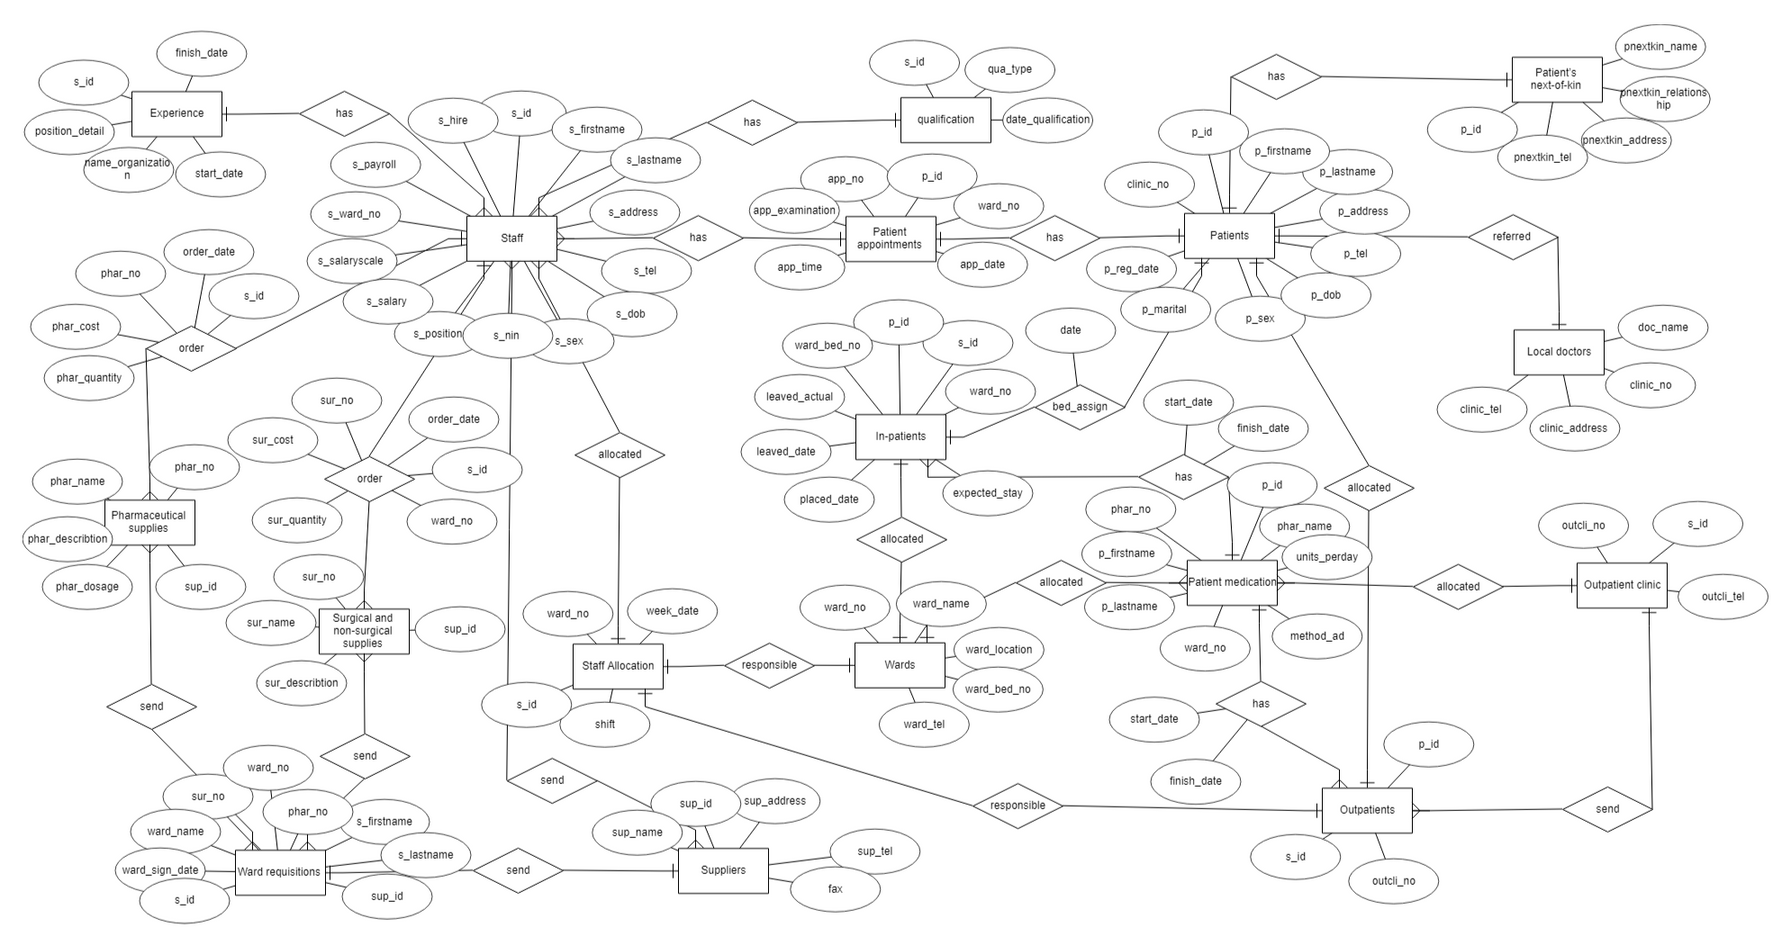 finish_date
s_id
Experience
position_detail
name_organizatio
n
start_date
has
s_hire
s_id
s_firstname
s_lastname
s_payroll
s_ward_no
s_address
Staff
s_salaryscale
s_tel
s_salary
s_dob
s_position
s_nin
s_sex
has
s_id
qua_type
qualification
date_qualification
app_no
p_id
app_examination
ward_no
Patient
appointments
app_time
app_date
has
has
has
Patient's
next-of-kin
pnextkin_name
pnextkin_relations
hip
p_id
pnextkin_tel
pnextkin_address
p_id
p_firstname
clinic_no
p_lastname
p_address
Patients
p_tel
p_reg_date
p_dob
p_marital
p_sex
referred
doc_name
Local doctors
clinic_no
clinic_tel
clinic_address
order_date
phar_no
s_id
phar_cost
order
phar_quantity
sur_no
order_date
sur_cost
s_id
order
sur_quantity
ward_no
allocated
p_id
ward_bed_no
s_id
date
leaved_actual
ward_no
bed_assign
In-patients
leaved_date
placed_date
expected_stay
start_date
finish_date
has
allocated
allocated
phar_name
phar_no
Pharmaceutical
supplies
phar_describtion
phar_dosage
sup_id
sur_no
sur_name
Surgical and
non-surgical
supplies
sup_id
sur_describtion
p_id
phar_no
phar_name
p_firstname
units_perday
Patient medication
p_lastname
ward_no
method_ad
allocated
allocated
outcli_no
s_id
Outpatient clinic
outcli_tel
ward_no
week_date
Staff Allocation
s_id
shift
responsible
ward_no
ward_name
Wards
ward_location
ward_bed_no
ward_tel
send
send
send
start_date
has
finish_date
p_id
responsible
Outpatients
send
s_id
outcli_no
ward_no
sur_no
phar_no
ward_name
s_firstname
s_lastname
ward_sign_date
Ward requisitions
s_id
sup_id
send
sup_id
sup_address
sup_name
sup_tel
Suppliers
fax